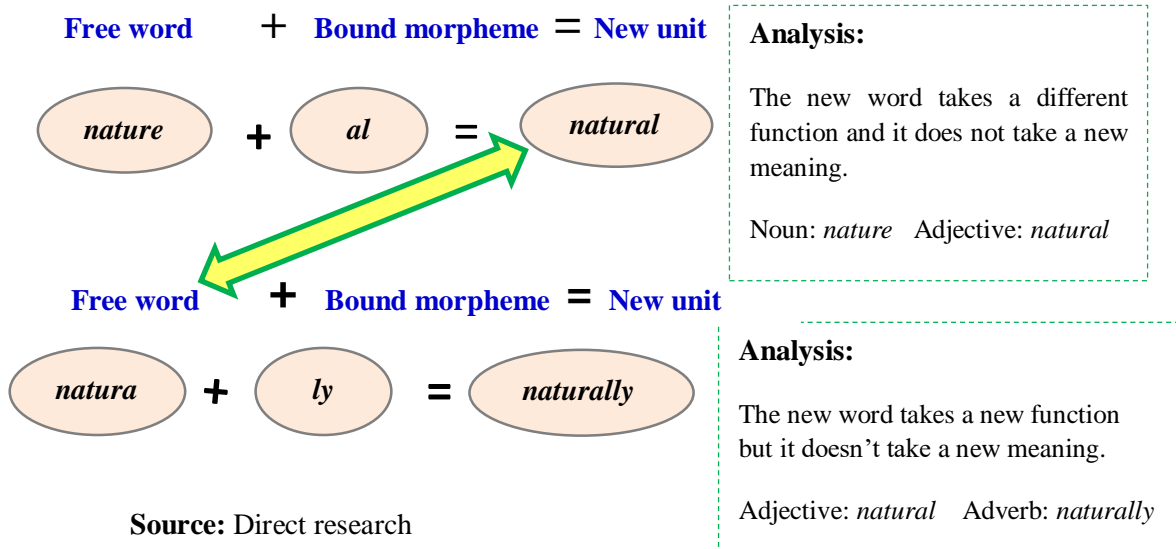 Free word + Bound morpheme = New unit
nature + al = natural
Analysis:
The new word takes a different
function and it does not take a new
meaning.
Noun: nature Adjective: natural
Free word + Bound morpheme = New unit
natura + ly = naturally
Analysis:
The new word takes a new function
but it doesn’t take a new meaning.
Adjective: natural Adverb: naturally
Source: Direct research